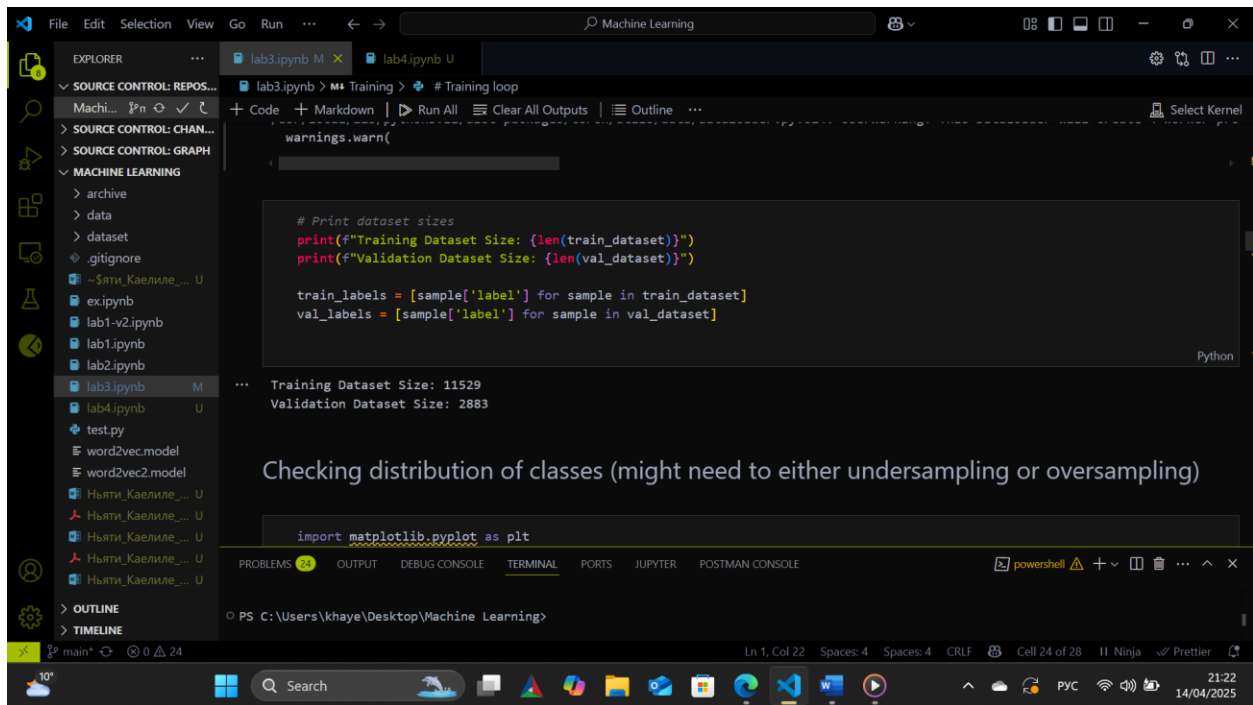 File Edit Selection View Go Run ··· Machine Learning
EXPLORER ···
8
SOURCE CONTROL: REPOS...
Machi...
SOURCE CONTROL: CHAN...
SOURCE CONTROL: GRAPH
MACHINE LEARNING
archive
data
dataset
.gitignore
~$яти_Каелиле_... U
ex.ipynb
lab1-v2.ipynb
lab1.ipynb
lab2.ipynb
lab3.ipynb M
lab4.ipynb U
test.py
word2vec.model
word2vec2.model
Ньяти_Каелиле_... U
Ньяти_Каелиле_... U
Ньяти_Каелиле_... U
Ньяти_Каелиле_... U
Ньяти_Каелиле_... U
OUTLINE
TIMELINE
lab3.ipynb M lab4.ipynb U
lab3.ipynb > M↓ Training > # Training loop
+ Code + Markdown | Run All Clear All Outputs | Outline ··· Select Kernel
warnings.warn(
# Print dataset sizes
print(f"Training Dataset Size: {len(train_dataset)}")
print(f"Validation Dataset Size: {len(val_dataset)}")
train_labels = [sample['label'] for sample in train_dataset]
val_labels = [sample['label'] for sample in val_dataset]
Python
··· Training Dataset Size: 11529
Validation Dataset Size: 2883
Checking distribution of classes (might need to either undersampling or oversampling)
import matplotlib.pyplot as plt
PROBLEMS 24 OUTPUT DEBUG CONSOLE TERMINAL PORTS JUPYTER POSTMAN CONSOLE powershell
PS C:\Users\khaye\Desktop\Machine Learning>
main* 0 24 Ln 1, Col 22 Spaces: 4 Spaces: 4 CRLF Cell 24 of 28 Ninja Prettier
10° Search РУС 21:22
14/04/2025